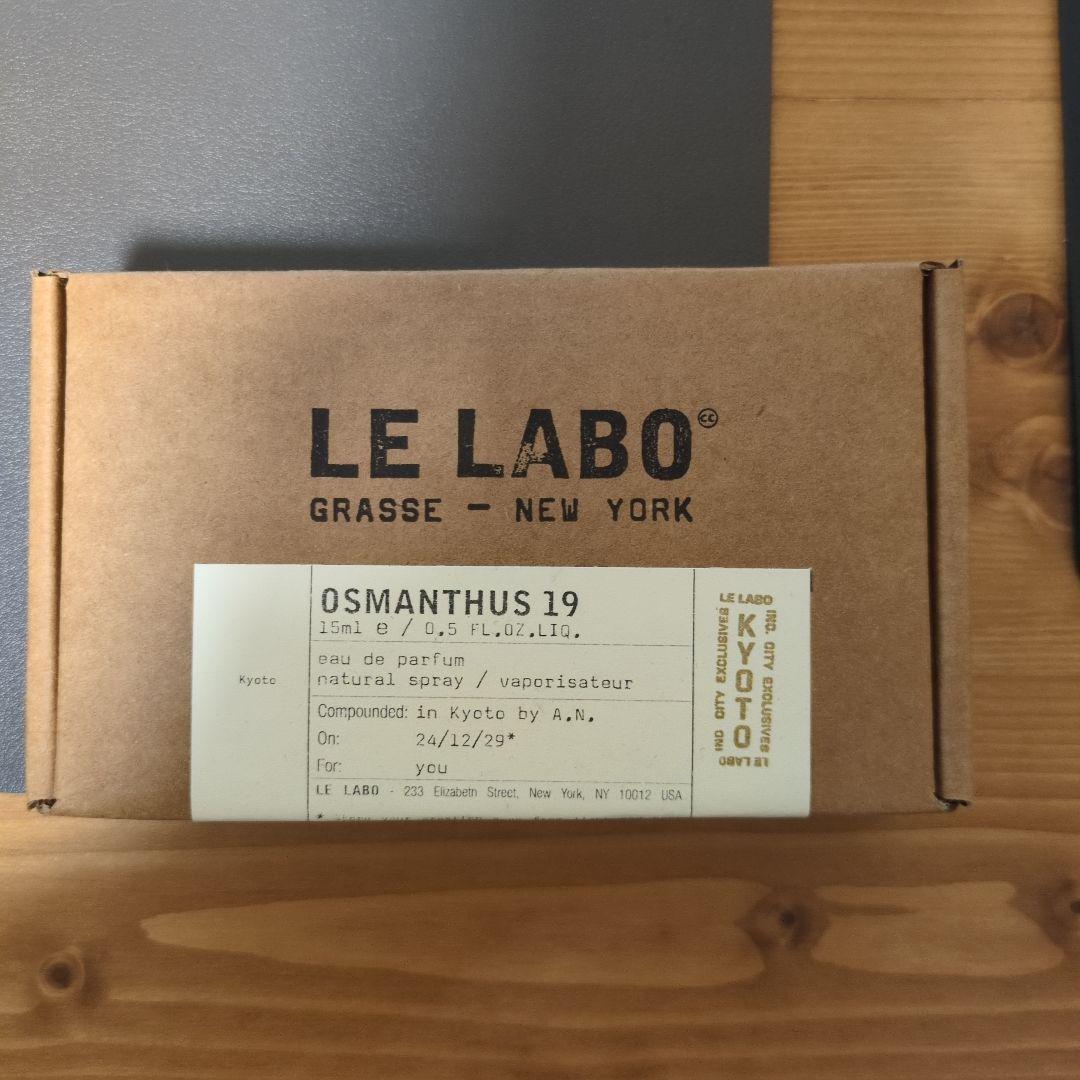 LE LABO
GRASSE — NEW YORK
OSMANTHUS 19
15ml e / 0.5 FL.OZ.LIQ.
eau de parfum
natural spray / vaporisateur
Kyoto
Compounded: in Kyoto by A.N.
On: 24/12/29*
For: you
LE LABO - 233 Elizabeth Street, New York, NY 10012 USA
LE LABO
INC. CITY EXCLUSIVES
KYOTO
INC CITY EXCLUSIVES
LE LABO